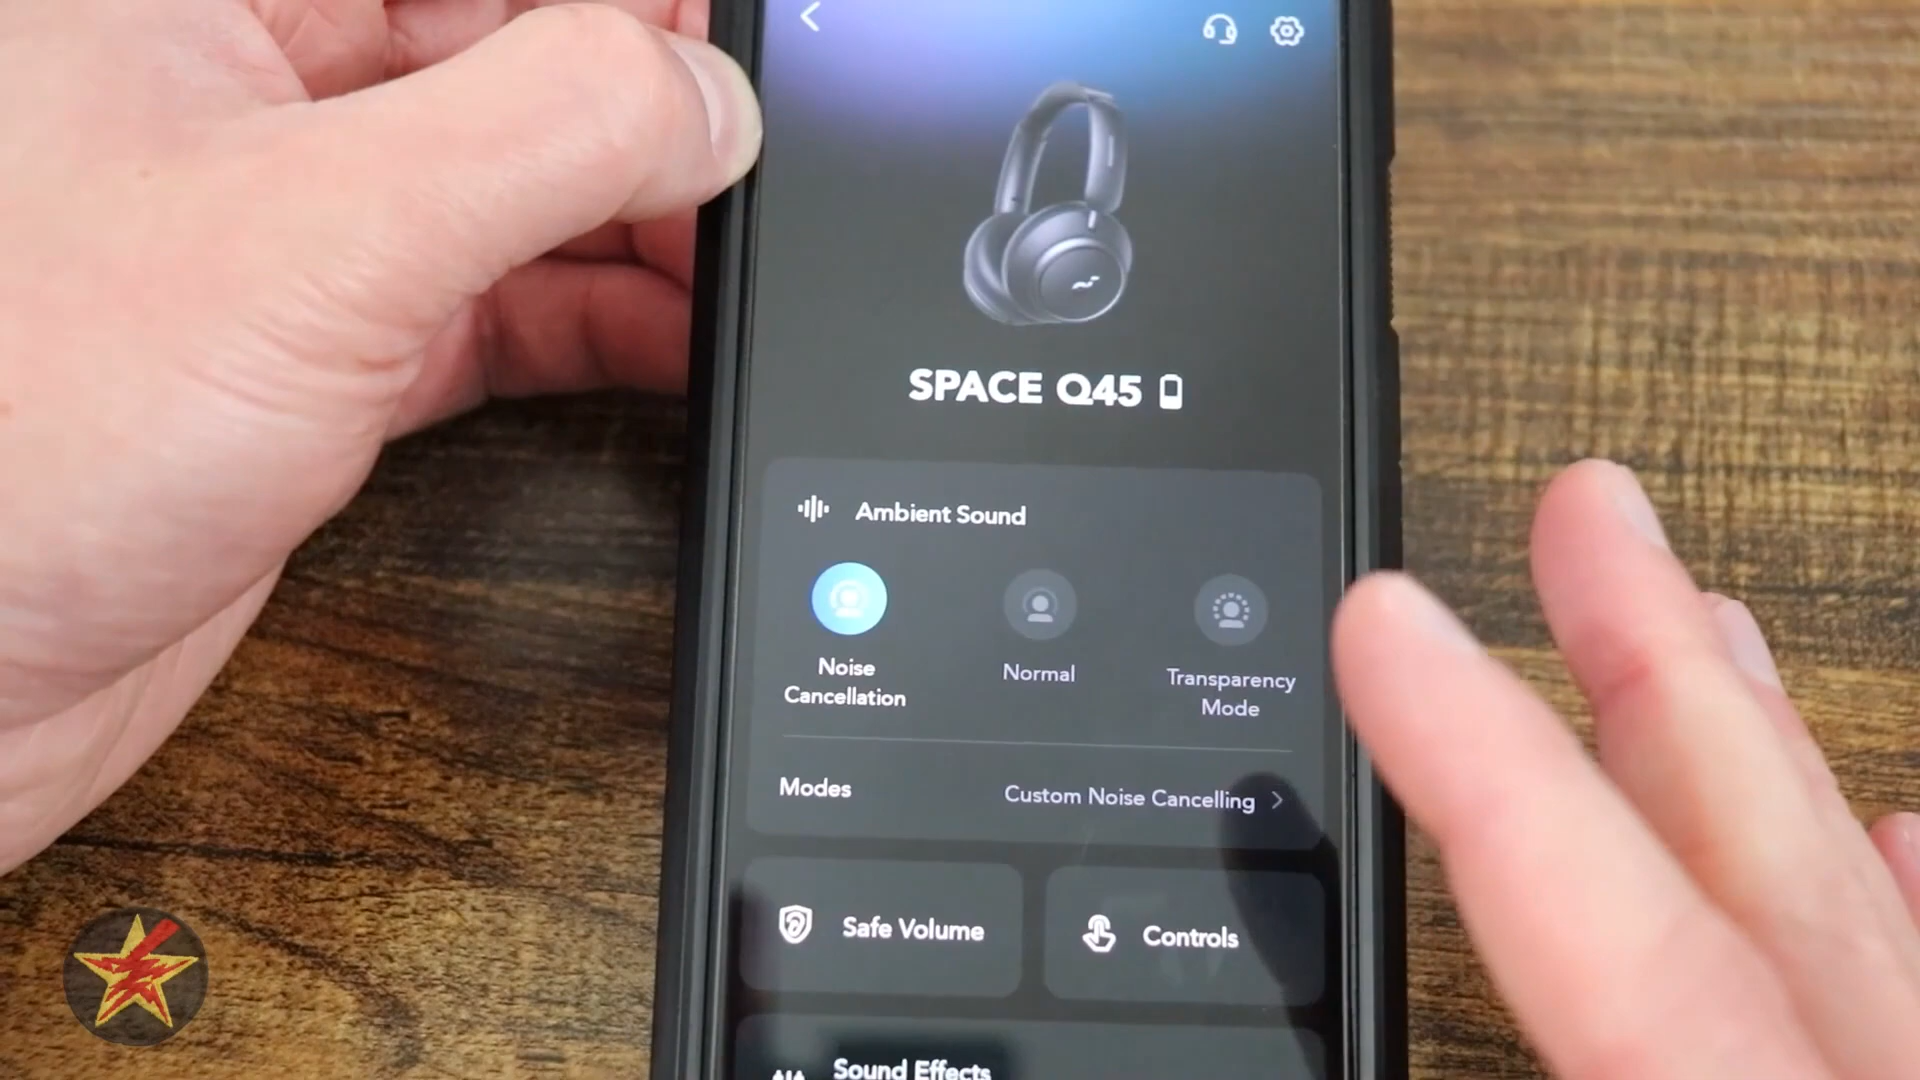 SPACE Q45
Ambient Sound
Noise
Cancellation
Normal
Transparency
Mode
Modes
Custom Noise Cancelling
Safe Volume
Controls
Sound Effects